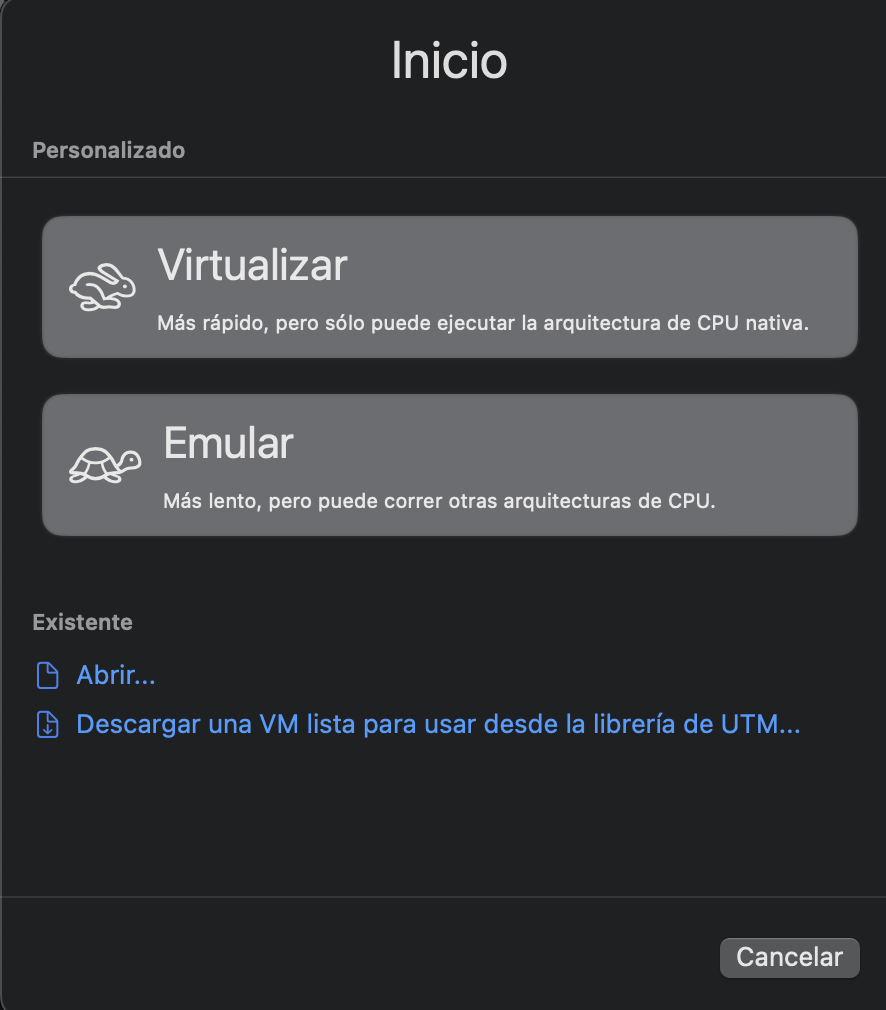 Inicio
Personalizado
Virtualizar
Más rápido, pero sólo puede ejecutar la arquitectura de CPU nativa.
Emular
Más lento, pero puede correr otras arquitecturas de CPU.
Existente
Abrir...
Descargar una VM lista para usar desde la librería de UTM...
Cancelar